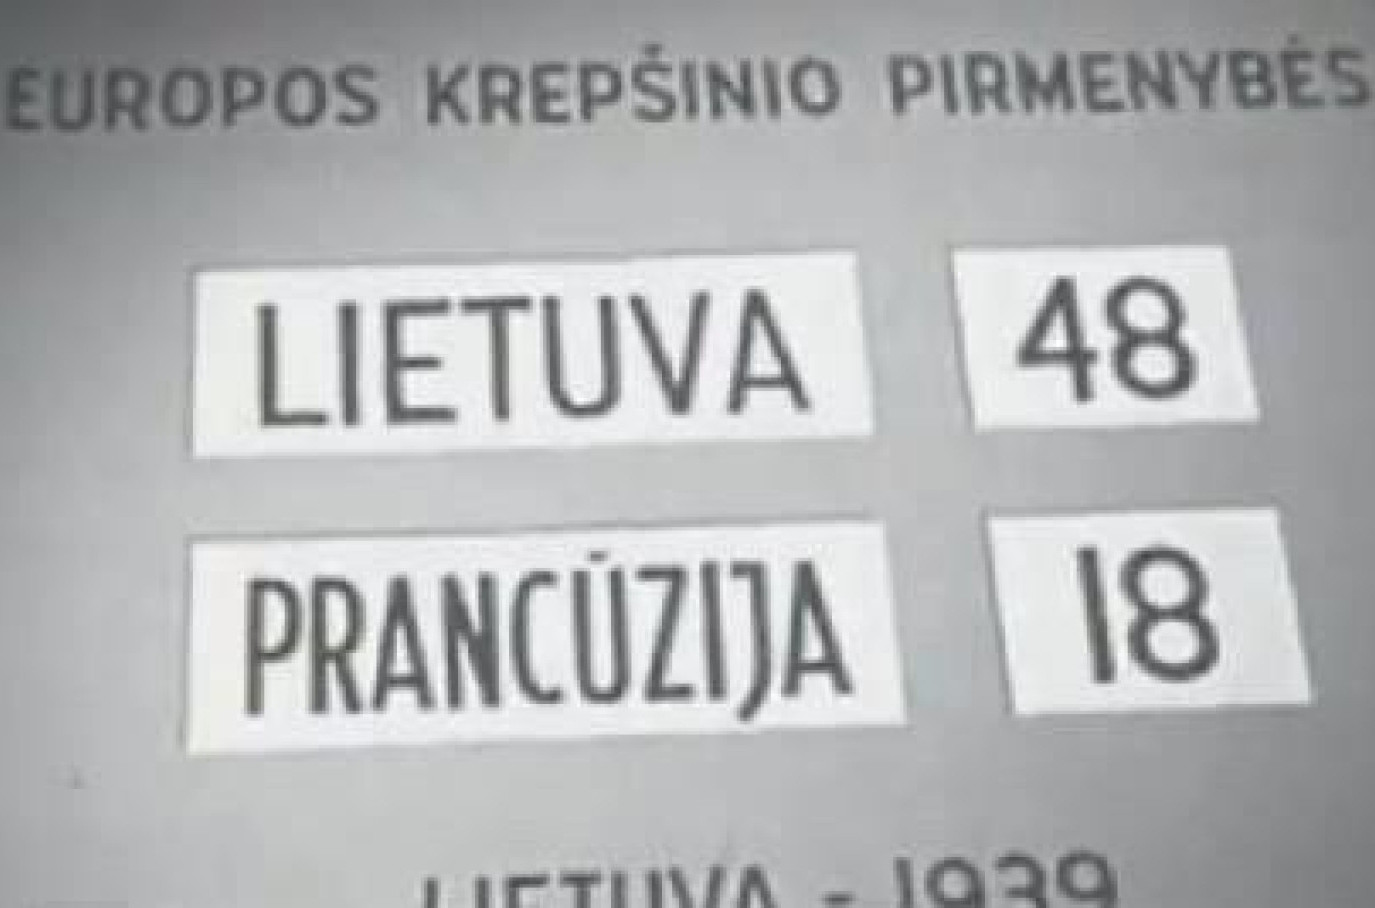 EUROPOS KREPŠINIO PIRMENYBĖS
LIETUVA 48
PRANCŪZIJA 18
LIETUVA - 1939